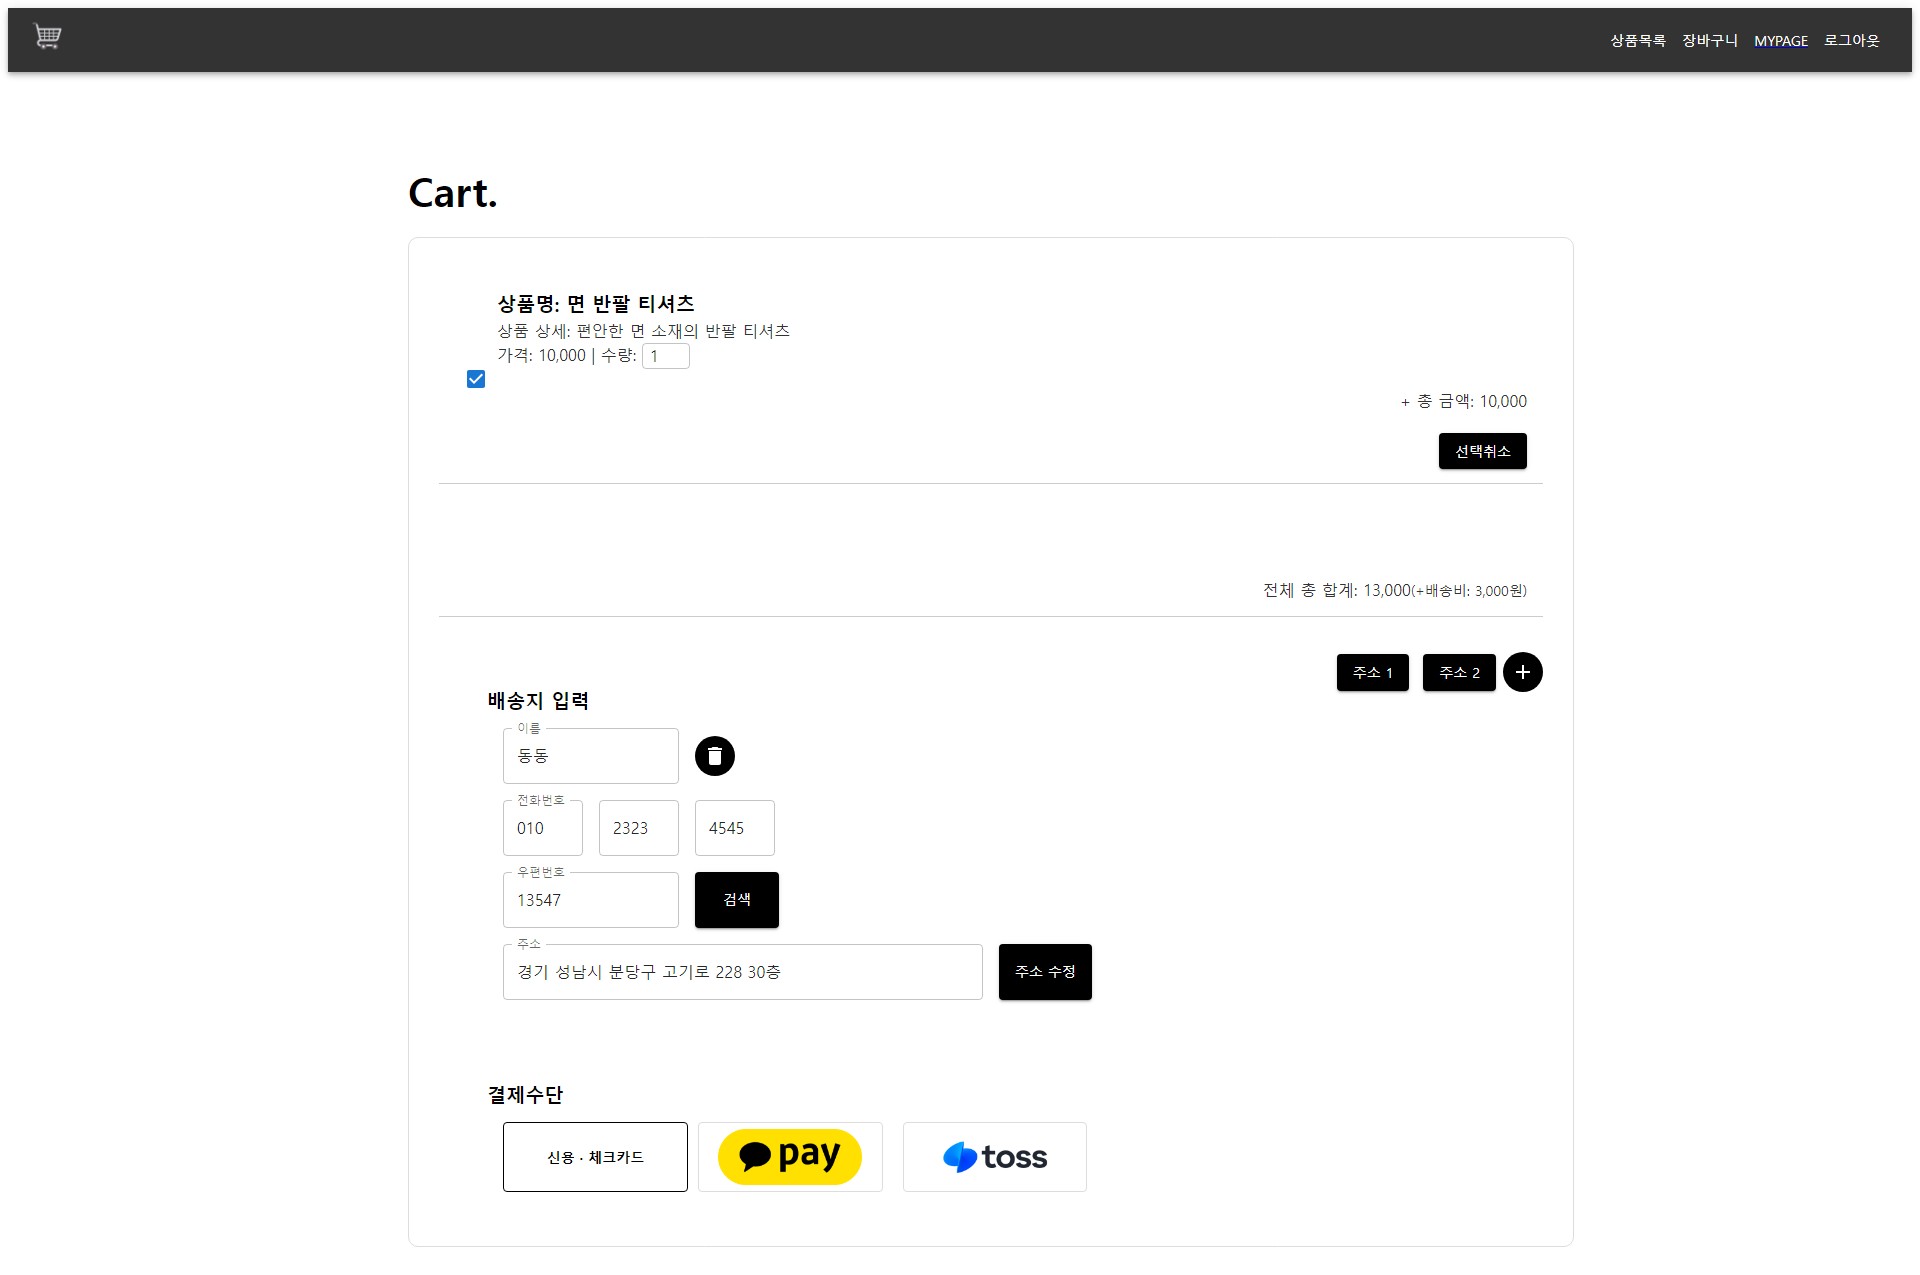 상품목록 장바구니 MYPAGE 로그아웃
Cart.
상품명: 면 반팔 티셔츠
상품 상세: 편안한 면 소재의 반팔 티셔츠
가격: 10,000 | 수량: 1
+ 총 금액: 10,000
선택취소
전체 총 합계: 13,000(+배송비: 3,000원)
주소 1 주소 2
배송지 입력
이름
동동
전화번호
010 2323 4545
우편번호
13547 검색
주소
경기 성남시 분당구 고기로 228 30층 주소 수정
결제수단
신용 · 체크카드 pay toss